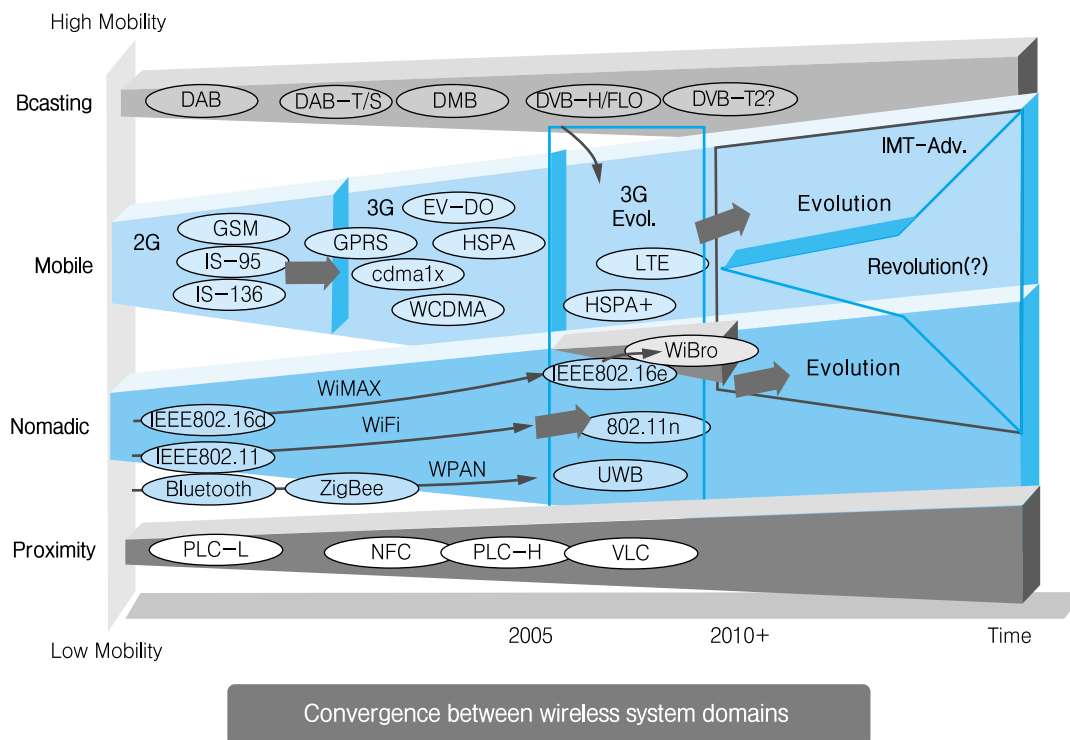 High Mobility
Bcasting
DAB
DAB-T/S
DMB
DVB-H/FLO
DVB-T2?
Mobile
2G
GSM
IS-95
IS-136
3G
EV-DO
GPRS
HSPA
cdma1x
WCDMA
3G
Evol.
LTE
HSPA+
IMT-Adv.
Evolution
Revolution(?)
Nomadic
WiMAX
IEEE802.16d
WiFi
IEEE802.11
WPAN
Bluetooth
ZigBee
WiBro
IEEE802.16e
802.11n
UWB
Evolution
Proximity
PLC-L
NFC
PLC-H
VLC
Low Mobility
2005
2010+
Time
Convergence between wireless system domains